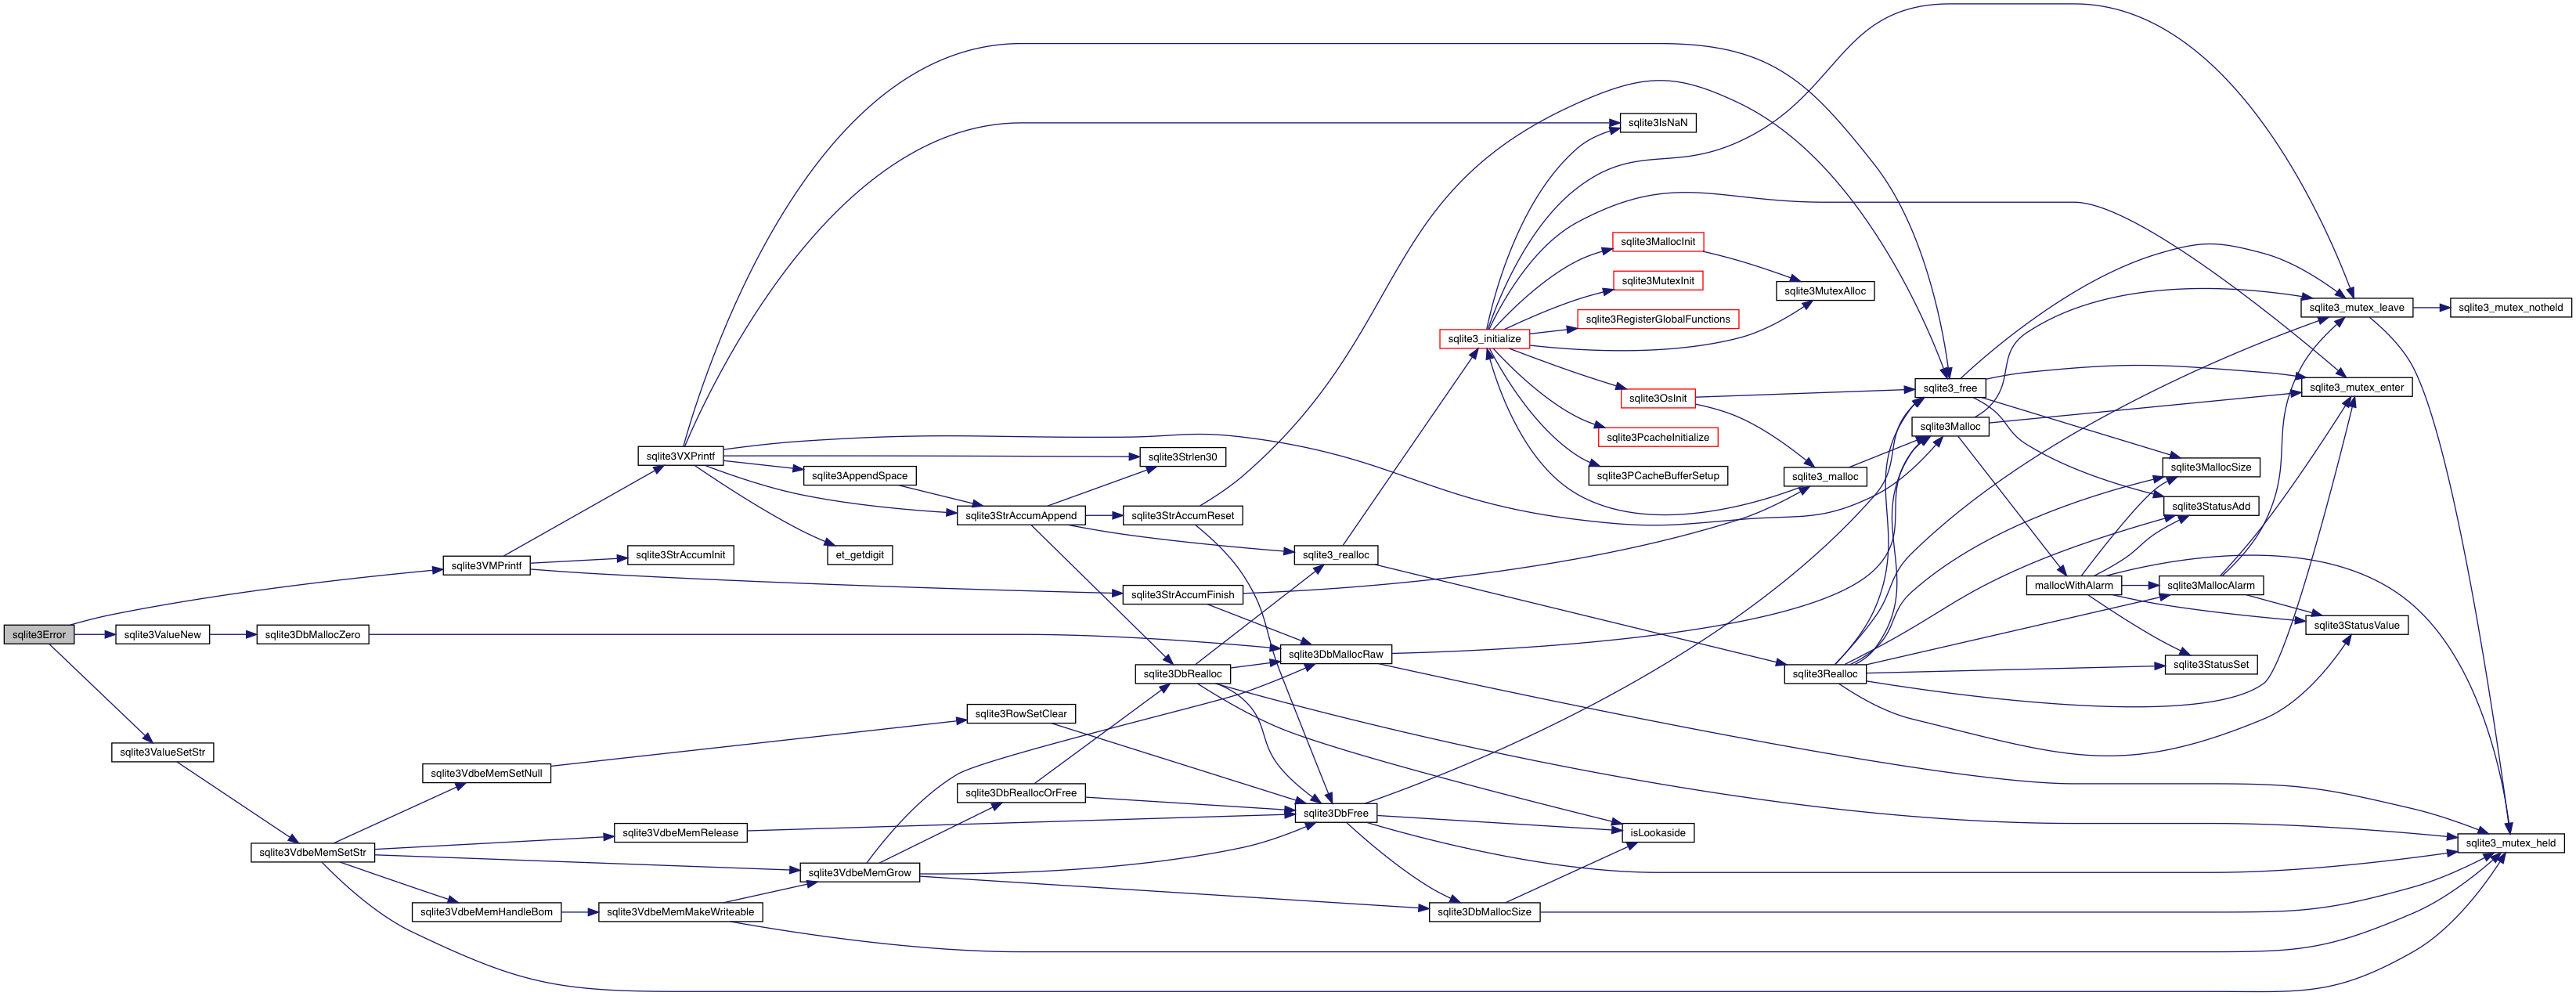 sqlite3IsNaN
sqlite3MallocInit
sqlite3MutexInit
sqlite3MutexAlloc
sqlite3_mutex_leave
sqlite3_mutex_notheld
sqlite3RegisterGlobalFunctions
sqlite3_initialize
sqlite3_free
sqlite3_mutex_enter
sqlite3OsInit
sqlite3Malloc
sqlite3PcacheInitialize
sqlite3VXPrintf
sqlite3Strlen30
sqlite3MallocSize
sqlite3AppendSpace
sqlite3PCacheBufferSetup
sqlite3_malloc
sqlite3StatusAdd
sqlite3StrAccumAppend
sqlite3StrAccumReset
sqlite3StrAccumInit
et_getdigit
sqlite3_realloc
sqlite3VMPrintf
mallocWithAlarm
sqlite3MallocAlarm
sqlite3StrAccumFinish
sqlite3StatusValue
sqlite3Error
sqlite3ValueNew
sqlite3DbMallocZero
sqlite3DbMallocRaw
sqlite3StatusSet
sqlite3DbRealloc
sqlite3Realloc
sqlite3RowSetClear
sqlite3ValueSetStr
sqlite3VdbeMemSetNull
sqlite3DbReallocOrFree
sqlite3DbFree
sqlite3VdbeMemRelease
isLookaside
sqlite3_mutex_held
sqlite3VdbeMemSetStr
sqlite3VdbeMemGrow
sqlite3VdbeMemHandleBom
sqlite3VdbeMemMakeWriteable
sqlite3DbMallocSize